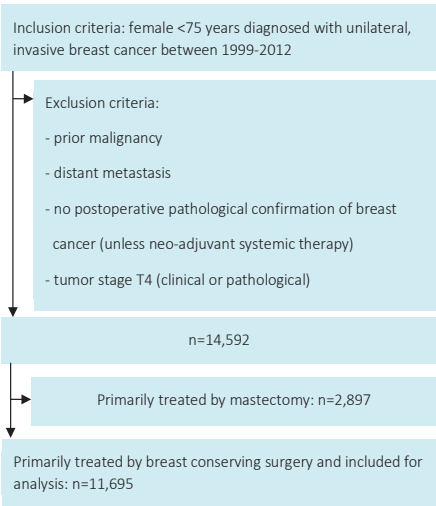 Inclusion criteria: female <75 years diagnosed with unilateral,
invasive breast cancer between 1999-2012
Exclusion criteria:
- prior malignancy
- distant metastasis
- no postoperative pathological confirmation of breast
cancer (unless neo-adjuvant systemic therapy)
- tumor stage T4 (clinical or pathological)
n=14,592
Primarily treated by mastectomy: n=2,897
Primarily treated by breast conserving surgery and included for
analysis: n=11,695